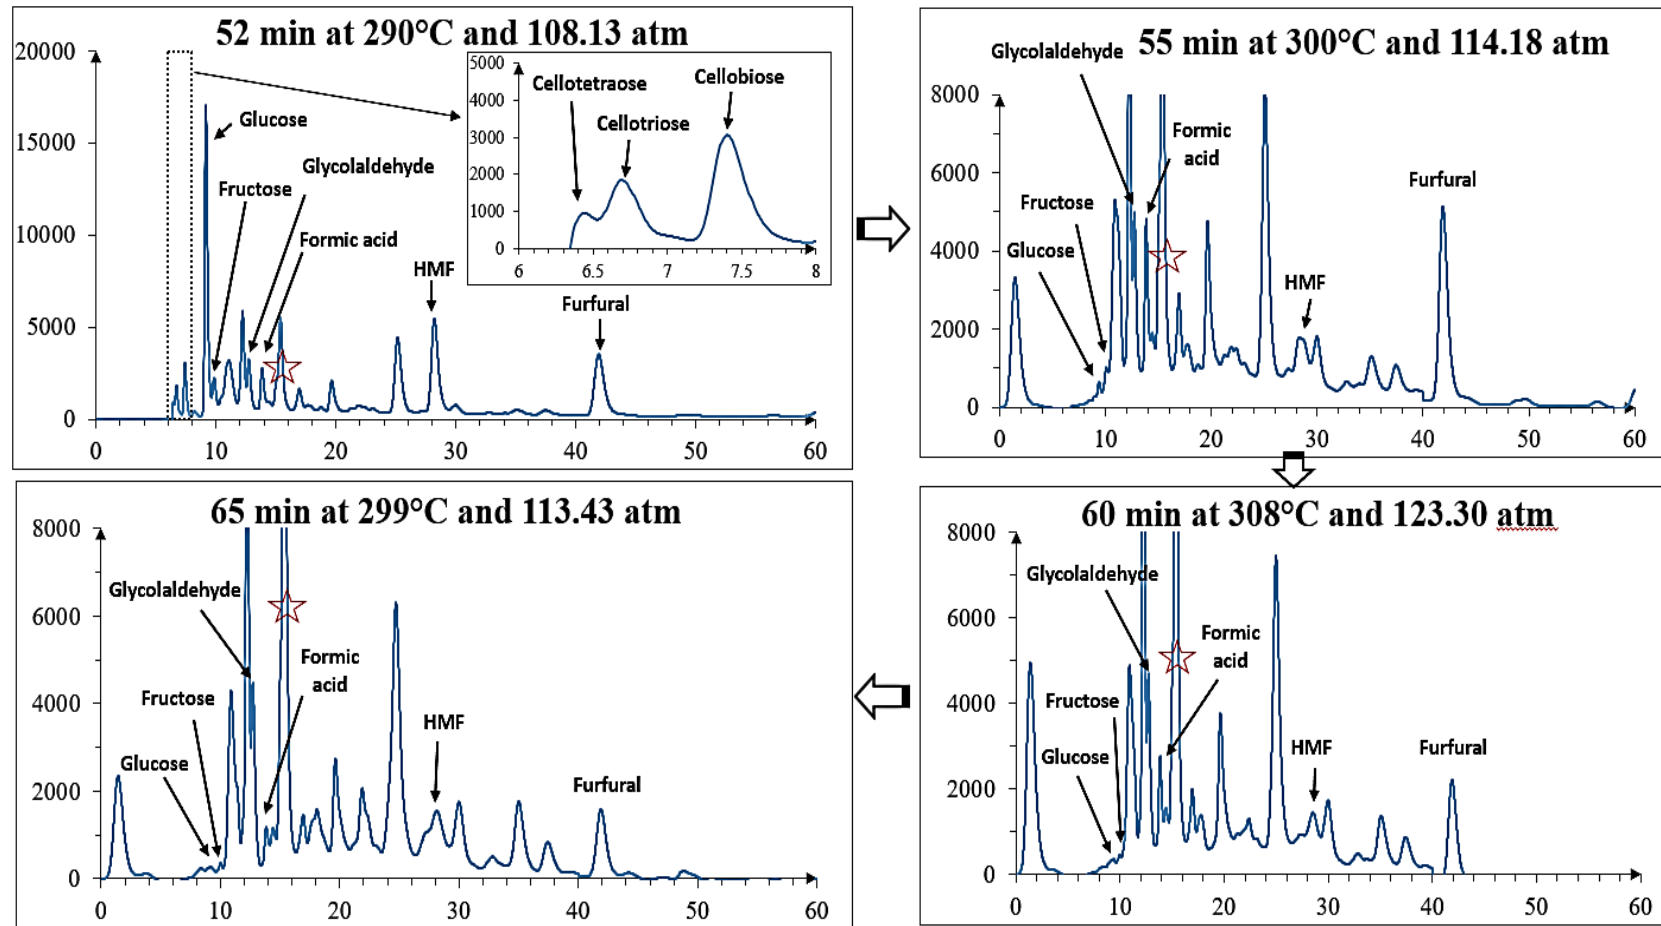 52 min at 290°C and 108.13 atm
20000
15000
10000
5000
0
0
10
20
30
40
50
60
Glucose
Fructose
Glycolaldehyde
Formic acid
HMF
Furfural
5000
4000
3000
2000
1000
0
6
6.5
7
7.5
8
Cellotetraose
Cellotriose
Cellobiose
55 min at 300°C and 114.18 atm
Glycolaldehyde
8000
6000
4000
2000
0
0
10
20
30
40
50
60
Formic
acid
Fructose
Glucose
HMF
Furfural
65 min at 299°C and 113.43 atm
8000
6000
4000
2000
0
0
10
20
30
40
50
60
Glycolaldehyde
Formic
acid
Fructose
Glucose
HMF
Furfural
60 min at 308°C and 123.30 atm
8000
6000
4000
2000
0
0
10
20
30
40
50
60
Glycolaldehyde
Formic
acid
Fructose
Glucose
HMF
Furfural